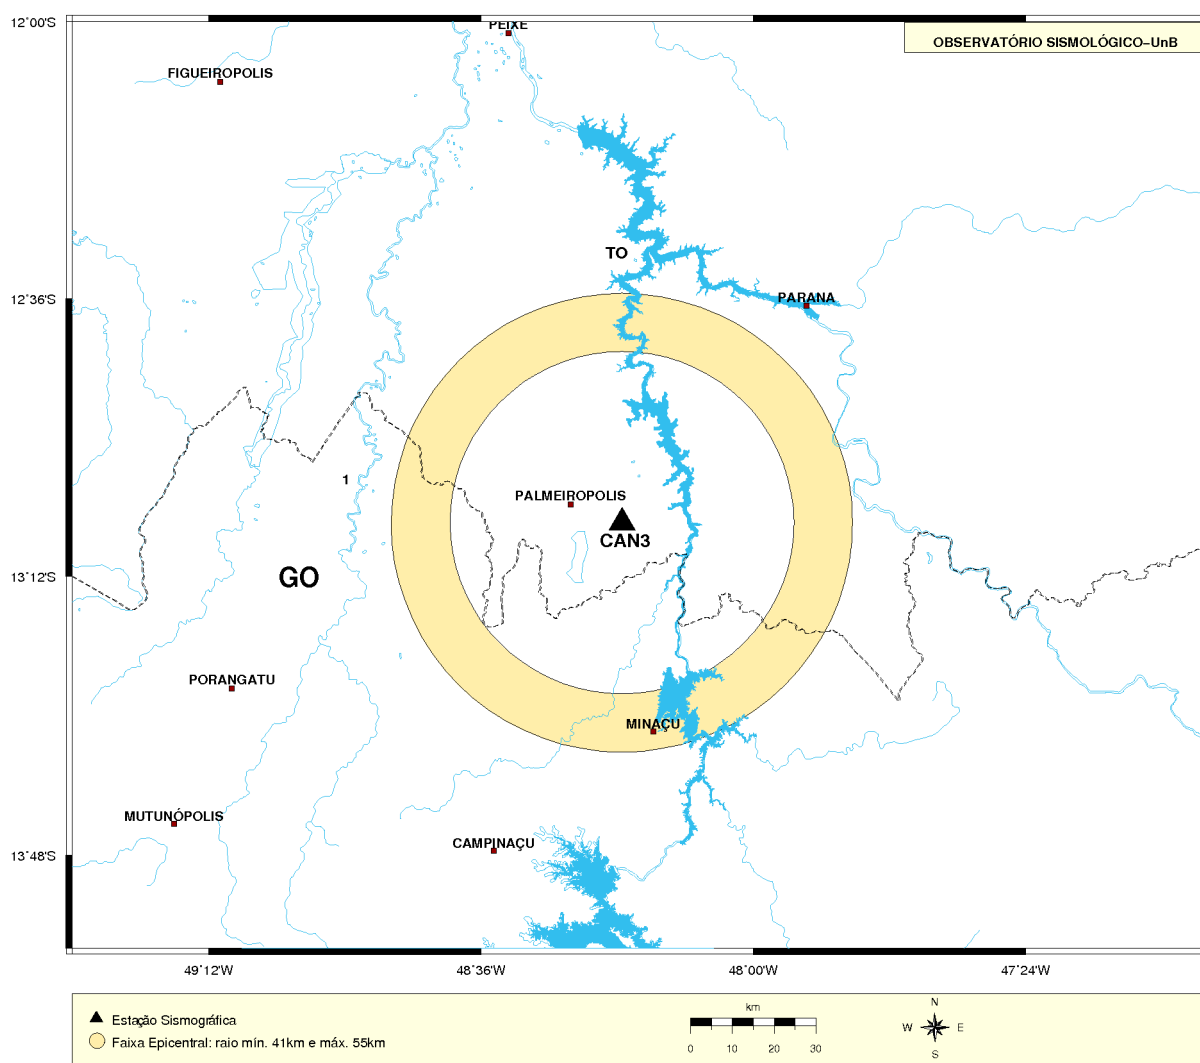 12°00'S
PEIXE
OBSERVATÓRIO SISMOLÓGICO–UnB
FIGUEIROPOLIS
TO
12°36'S
PARANA
1
PALMEIROPOLIS
CAN3
13°12'S
GO
PORANGATU
MINAÇU
MUTUNÓPOLIS
CAMPINAÇU
13°48'S
49°12'W
48°36'W
48°00'W
47°24'W
km
0 10 20 30
N
W E
S
Estação Sismográfica
Faixa Epicentral: raio mín. 41km e máx. 55km